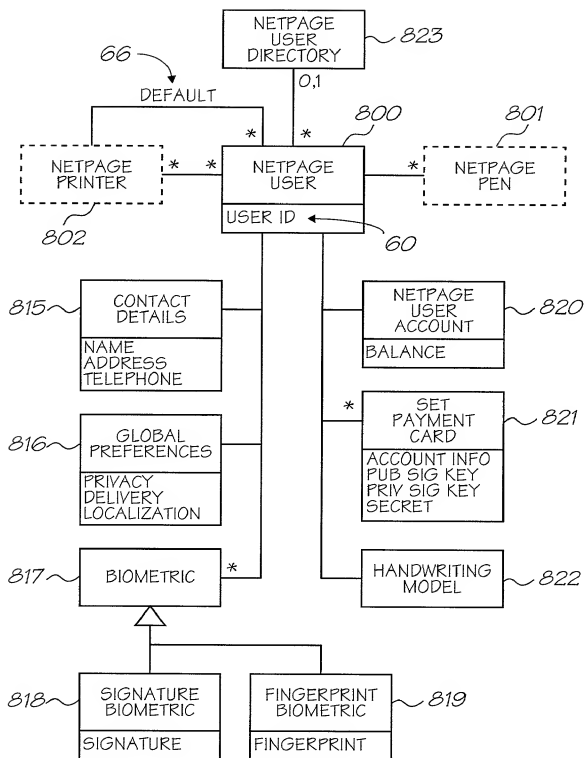 NETPAGE
USER
DIRECTORY
823
66
0,1
DEFAULT
800
801
*
*
NETPAGE
PRINTER
*
*
NETPAGE
USER
*
NETPAGE
PEN
802
USER ID
60
815
CONTACT
DETAILS
NAME
ADDRESS
TELEPHONE
NETPAGE
USER
ACCOUNT
820
BALANCE
816
GLOBAL
PREFERENCES
PRIVACY
DELIVERY
LOCALIZATION
*
SET
PAYMENT
CARD
821
ACCOUNT INFO
PUB SIG KEY
PRIV SIG KEY
SECRET
817
BIOMETRIC
*
HANDWRITING
MODEL
822
818
SIGNATURE
BIOMETRIC
SIGNATURE
FINGERPRINT
BIOMETRIC
819
FINGERPRINT